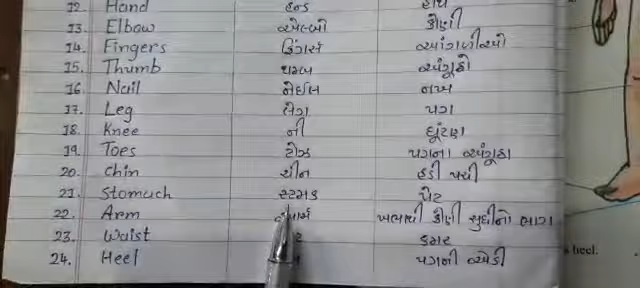 12. Hand હેન્ડ હાથ
13. Elbow એલ્બો કોણી
14. Fingers ફિંગર્સ આંગળીઓ
15. Thumb થમ્બ અંગૂઠો
16. Nail નેઈલ નખ
17. Leg લેગ પગ
18. Knee ની ઘૂંટણ
19. Toes ટોઝ પગના અંગૂઠા
20. Chin ચીન હડપચી
21. Stomach સ્ટમક પેટ
22. Arm ખભાથી કોણી સુધીનો ભાગ
23. Waist કમર
24. Heel પગની એડી
heel.